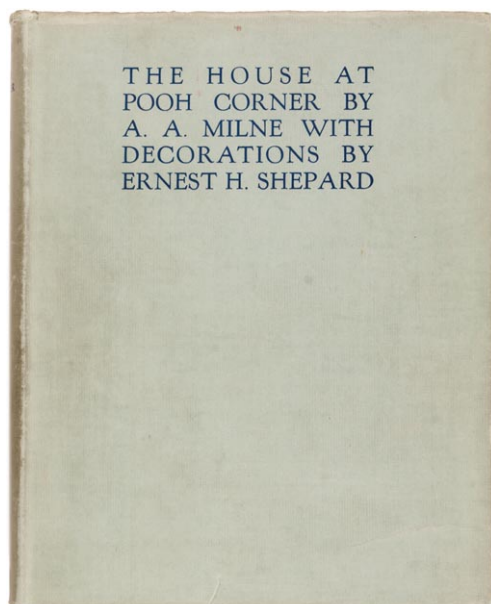 THE HOUSE AT
POOH CORNER BY
A. A. MILNE WITH
DECORATIONS BY
ERNEST H. SHEPARD